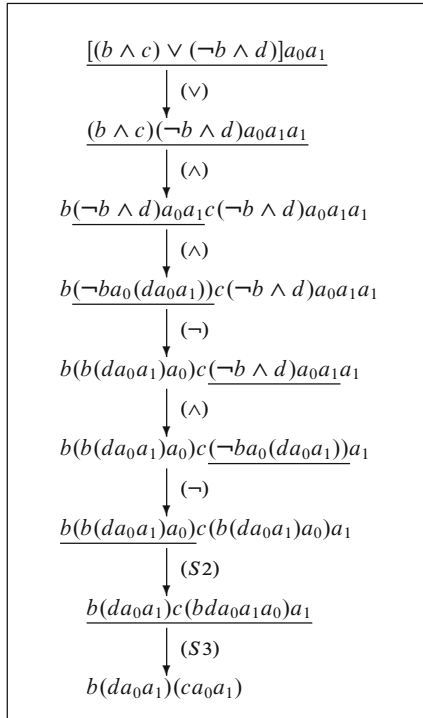 [(b ∧ c) ∨ (¬b ∧ d)]a₀a₁
(∨)
(b ∧ c)(¬b ∧ d)a₀a₁a₁
(∧)
b(¬b ∧ d)a₀a₁c(¬b ∧ d)a₀a₁a₁
(∧)
b(¬ba₀(da₀a₁))c(¬b ∧ d)a₀a₁a₁
(¬)
b(b(da₀a₁)a₀)c(¬b ∧ d)a₀a₁a₁
(∧)
b(b(da₀a₁)a₀)c(¬ba₀(da₀a₁))a₁
(¬)
b(b(da₀a₁)a₀)c(b(da₀a₁)a₀)a₁
(S2)
b(da₀a₁)c(bda₀a₁a₀)a₁
(S3)
b(da₀a₁)(ca₀a₁)